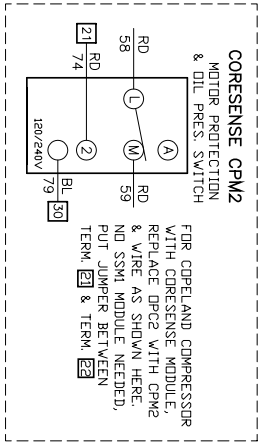 CORESENSE CPM2
MOTOR PROTECTION
& OIL PRES. SWITCH
RD
58
L
A
M
RD
59
21
RD
74
2
120/240V
BL
79
30
FOR COPELAND COMPRESSOR
WITH CORESENSE MODULE,
REPLACE OPC2 WITH CPM2
& WIRE AS SHOWN HERE.
NO SSM1 MODULE NEEDED,
PUT JUMPER BETWEEN
TERM. 21 & TERM. 22